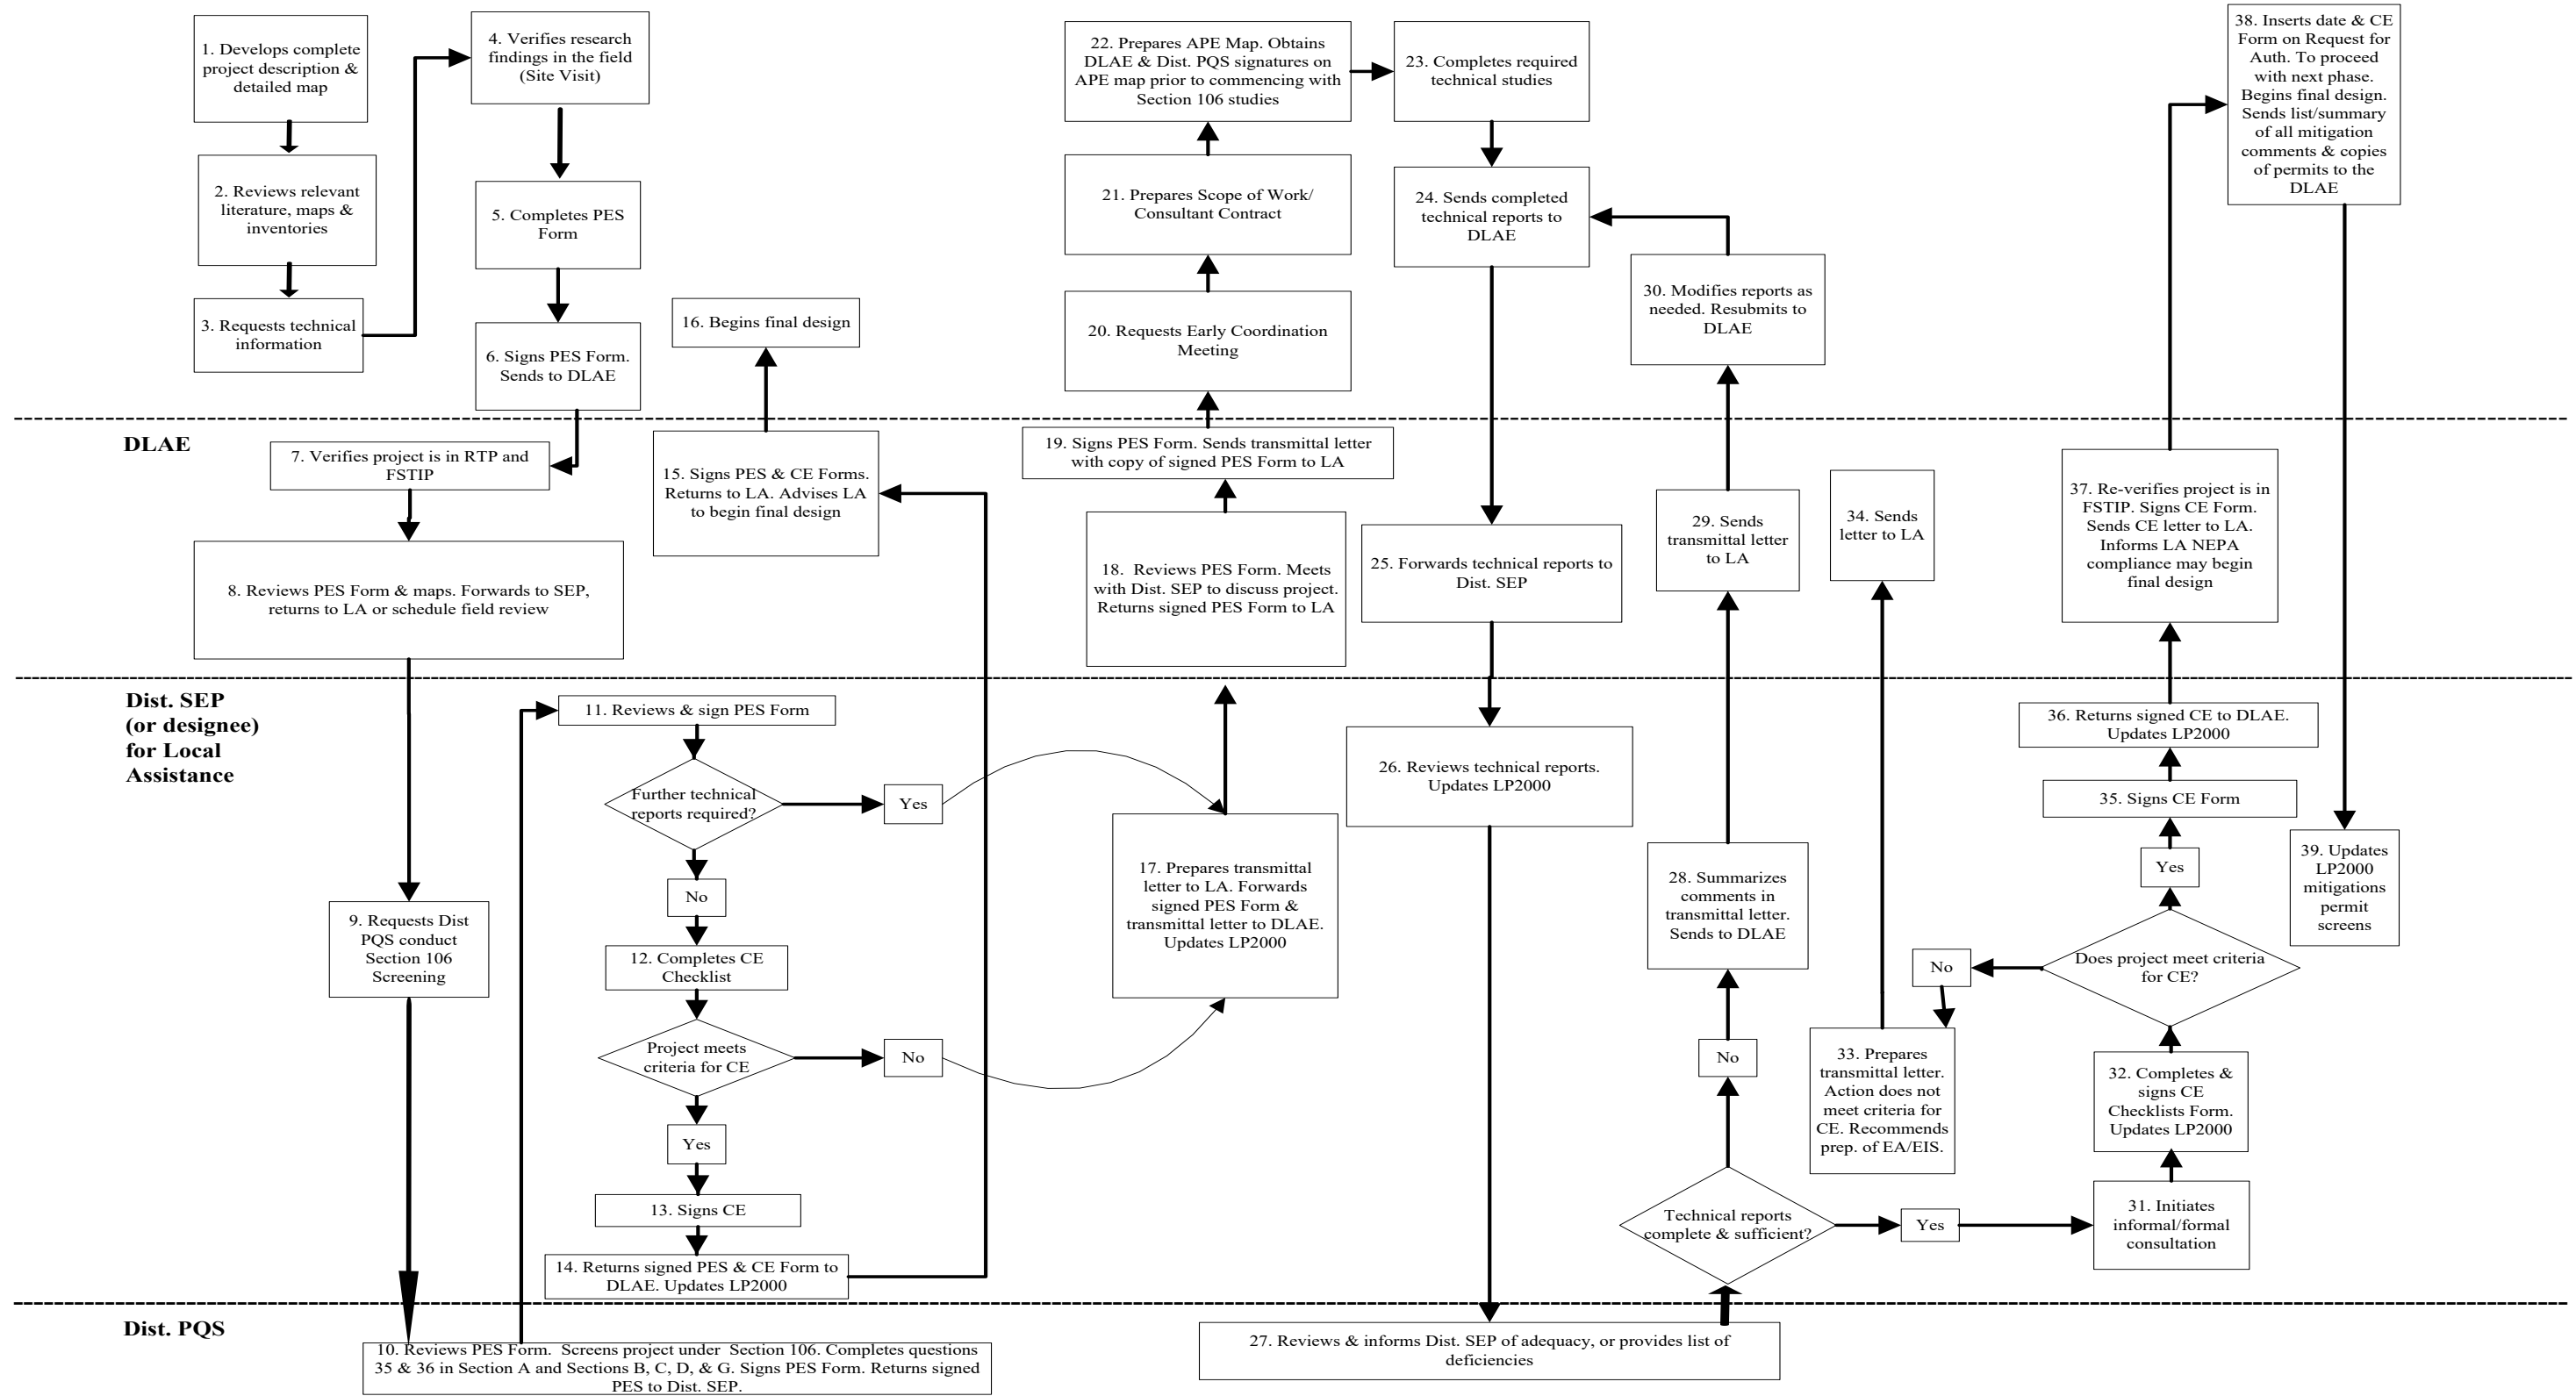 1. Develops complete
project description &
detailed map
2. Reviews relevant
literature, maps &
inventories
3. Requests technical
information
4. Verifies research
findings in the field
(Site Visit)
5. Completes PES
Form
6. Signs PES Form.
Sends to DLAE
16. Begins final design
22. Prepares APE Map. Obtains
DLAE & Dist. PQS signatures on
APE map prior to commencing with
Section 106 studies
21. Prepares Scope of Work/
Consultant Contract
20. Requests Early Coordination
Meeting
23. Completes required
technical studies
24. Sends completed
technical reports to
DLAE
30. Modifies reports as
needed. Resubmits to
DLAE
38. Inserts date & CE
Form on Request for
Auth. To proceed
with next phase.
Begins final design.
Sends list/summary
of all mitigation
comments & copies
of permits to the
DLAE
DLAE
7. Verifies project is in RTP and
FSTIP
8. Reviews PES Form & maps. Forwards to SEP,
returns to LA or schedule field review
15. Signs PES & CE Forms.
Returns to LA. Advises LA
to begin final design
19. Signs PES Form. Sends transmittal letter
with copy of signed PES Form to LA
18. Reviews PES Form. Meets
with Dist. SEP to discuss project.
Returns signed PES Form to LA
25. Forwards technical reports to
Dist. SEP
29. Sends
transmittal letter
to LA
34. Sends
letter to LA
37. Re-verifies project is in
FSTIP. Signs CE Form.
Sends CE letter to LA.
Informs LA NEPA
compliance may begin
final design
Dist. SEP
(or designee)
for Local
Assistance
9. Requests Dist
PQS conduct
Section 106
Screening
11. Reviews & sign PES Form
Further technical
reports required?
Yes
No
12. Completes CE
Checklist
Project meets
criteria for CE
No
Yes
13. Signs CE
14. Returns signed PES & CE Form to
DLAE. Updates LP2000
17. Prepares transmittal
letter to LA. Forwards
signed PES Form &
transmittal letter to DLAE.
Updates LP2000
26. Reviews technical reports.
Updates LP2000
28. Summarizes
comments in
transmittal letter.
Sends to DLAE
No
Technical reports
complete & sufficient?
Yes
31. Initiates
informal/formal
consultation
32. Completes &
signs CE
Checklists Form.
Updates LP2000
Does project meet criteria
for CE?
No
33. Prepares
transmittal letter.
Action does not
meet criteria for
CE. Recommends
prep. of EA/EIS.
Yes
35. Signs CE Form
36. Returns signed CE to DLAE.
Updates LP2000
39. Updates
LP2000
mitigations
permit
screens
Dist. PQS
10. Reviews PES Form. Screens project under Section 106. Completes questions
35 & 36 in Section A and Sections B, C, D, & G. Signs PES Form. Returns signed
PES to Dist. SEP.
27. Reviews & informs Dist. SEP of adequacy, or provides list of
deficiencies